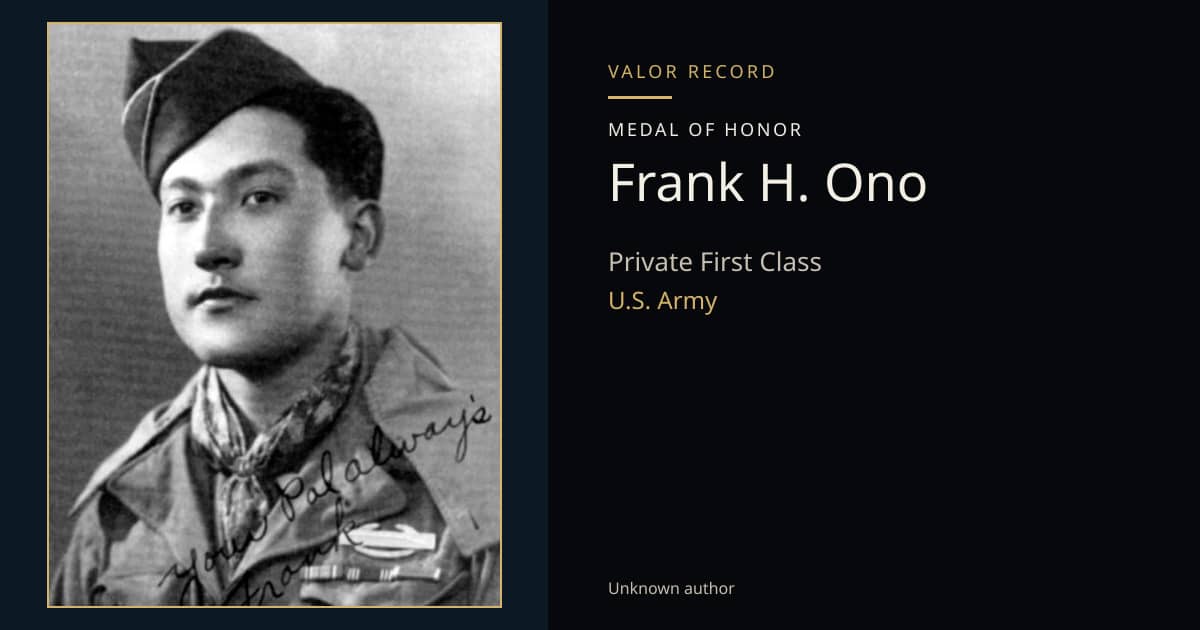 your Pal always
Frank
VALOR RECORD
MEDAL OF HONOR
Frank H. Ono
Private First Class
U.S. Army
Unknown author